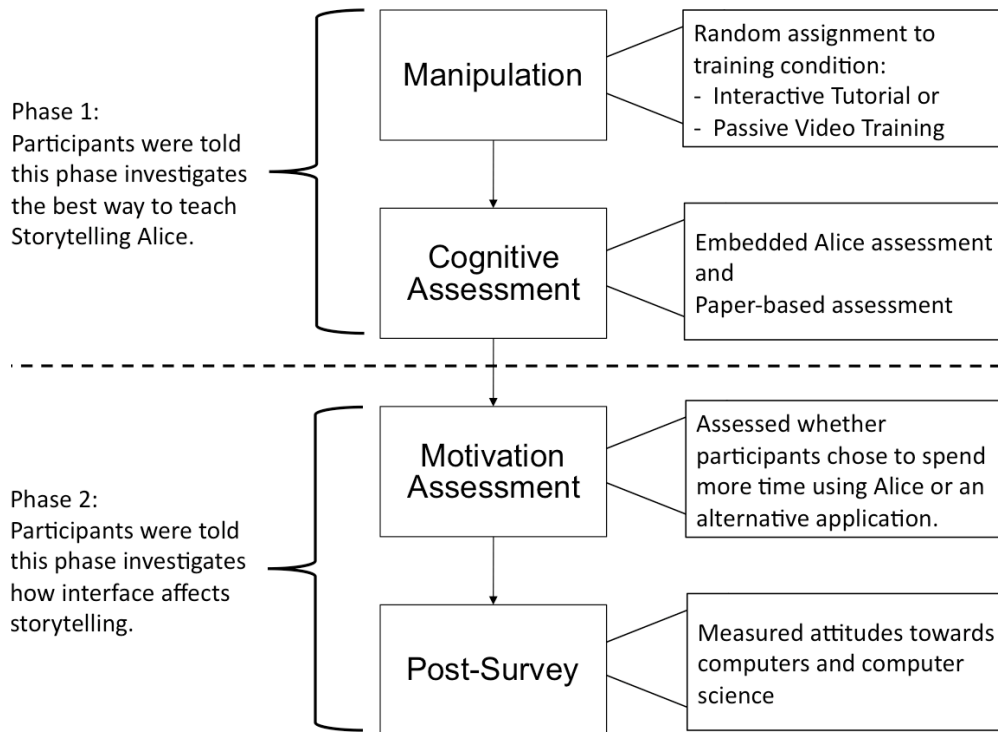 Phase 1:
Participants were told
this phase investigates
the best way to teach
Storytelling Alice.
Manipulation
Random assignment to
training condition:
- Interactive Tutorial or
- Passive Video Training
Cognitive
Assessment
Embedded Alice assessment
and
Paper-based assessment
Phase 2:
Participants were told
this phase investigates
how interface affects
storytelling.
Motivation
Assessment
Assessed whether
participants chose to spend
more time using Alice or an
alternative application.
Post-Survey
Measured attitudes towards
computers and computer
science